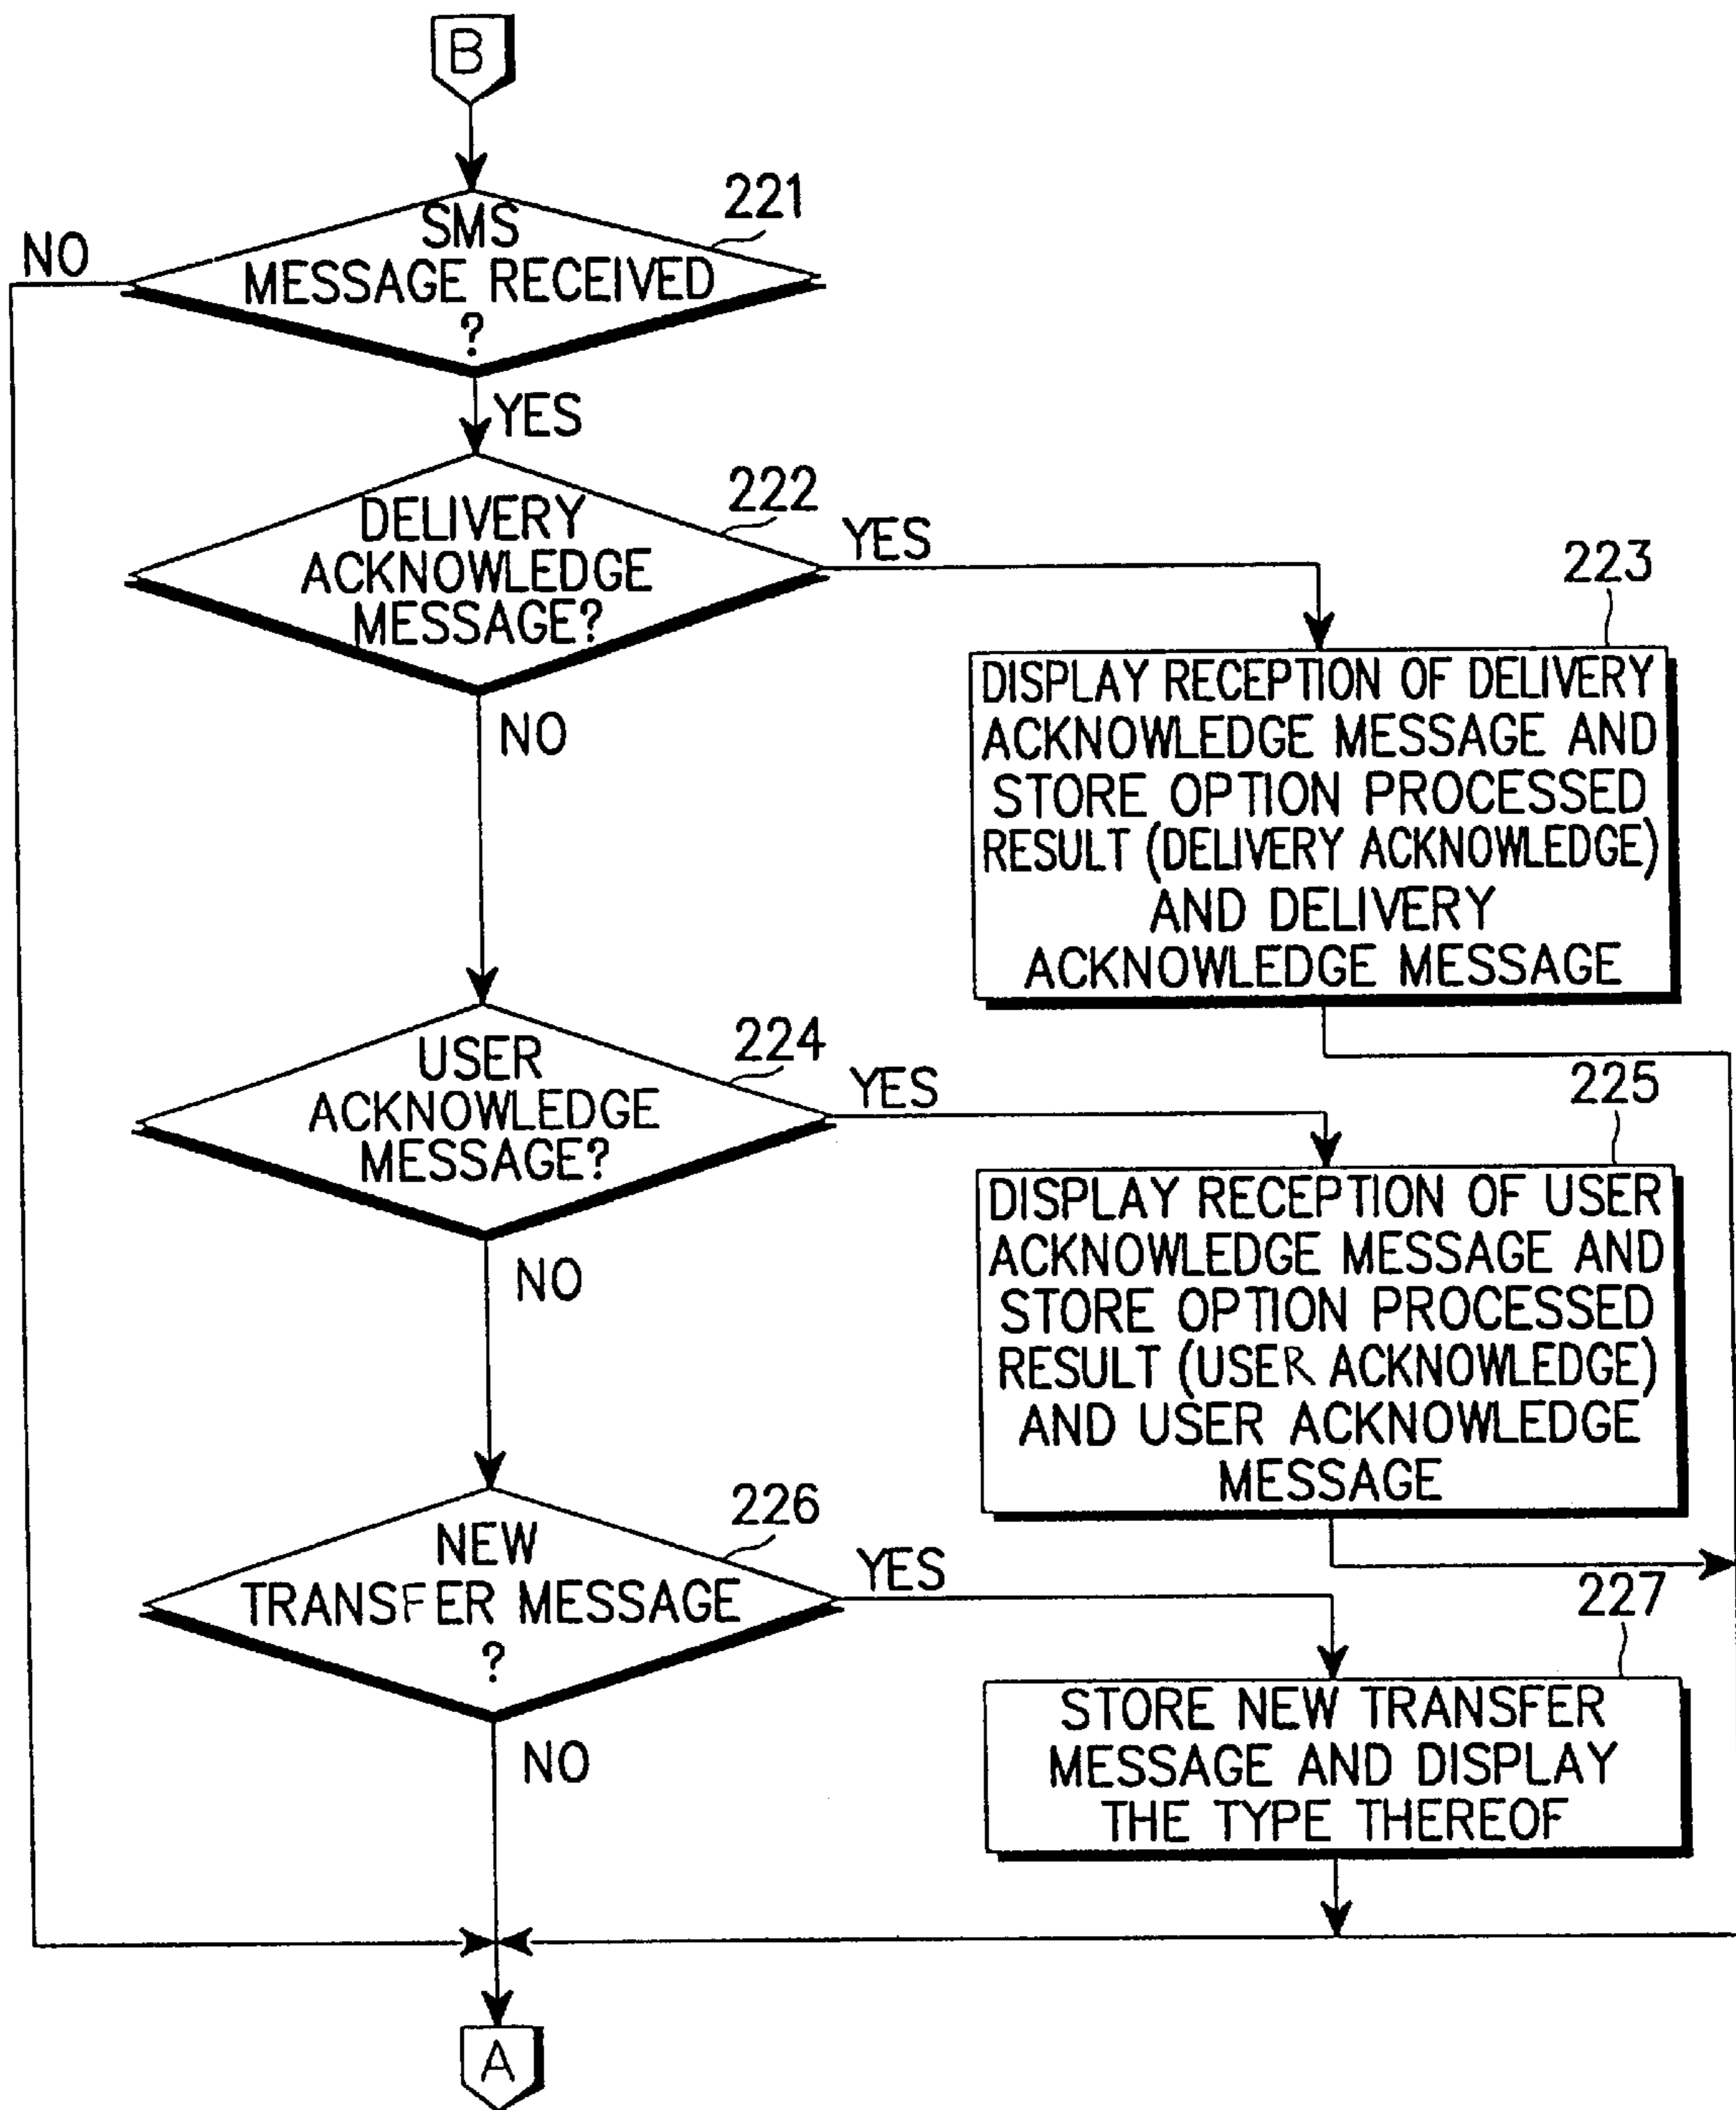 B
221
SMS
MESSAGE RECEIVED
?
NO
YES
222
DELIVERY
ACKNOWLEDGE
MESSAGE?
YES
NO
223
DISPLAY RECEPTION OF DELIVERY
ACKNOWLEDGE MESSAGE AND
STORE OPTION PROCESSED
RESULT (DELIVERY ACKNOWLEDGE)
AND DELIVERY
ACKNOWLEDGE MESSAGE
224
USER
ACKNOWLEDGE
MESSAGE?
YES
NO
225
DISPLAY RECEPTION OF USER
ACKNOWLEDGE MESSAGE AND
STORE OPTION PROCESSED
RESULT (USER ACKNOWLEDGE)
AND USER ACKNOWLEDGE
MESSAGE
226
NEW
TRANSFER MESSAGE
?
YES
NO
227
STORE NEW TRANSFER
MESSAGE AND DISPLAY
THE TYPE THEREOF
A